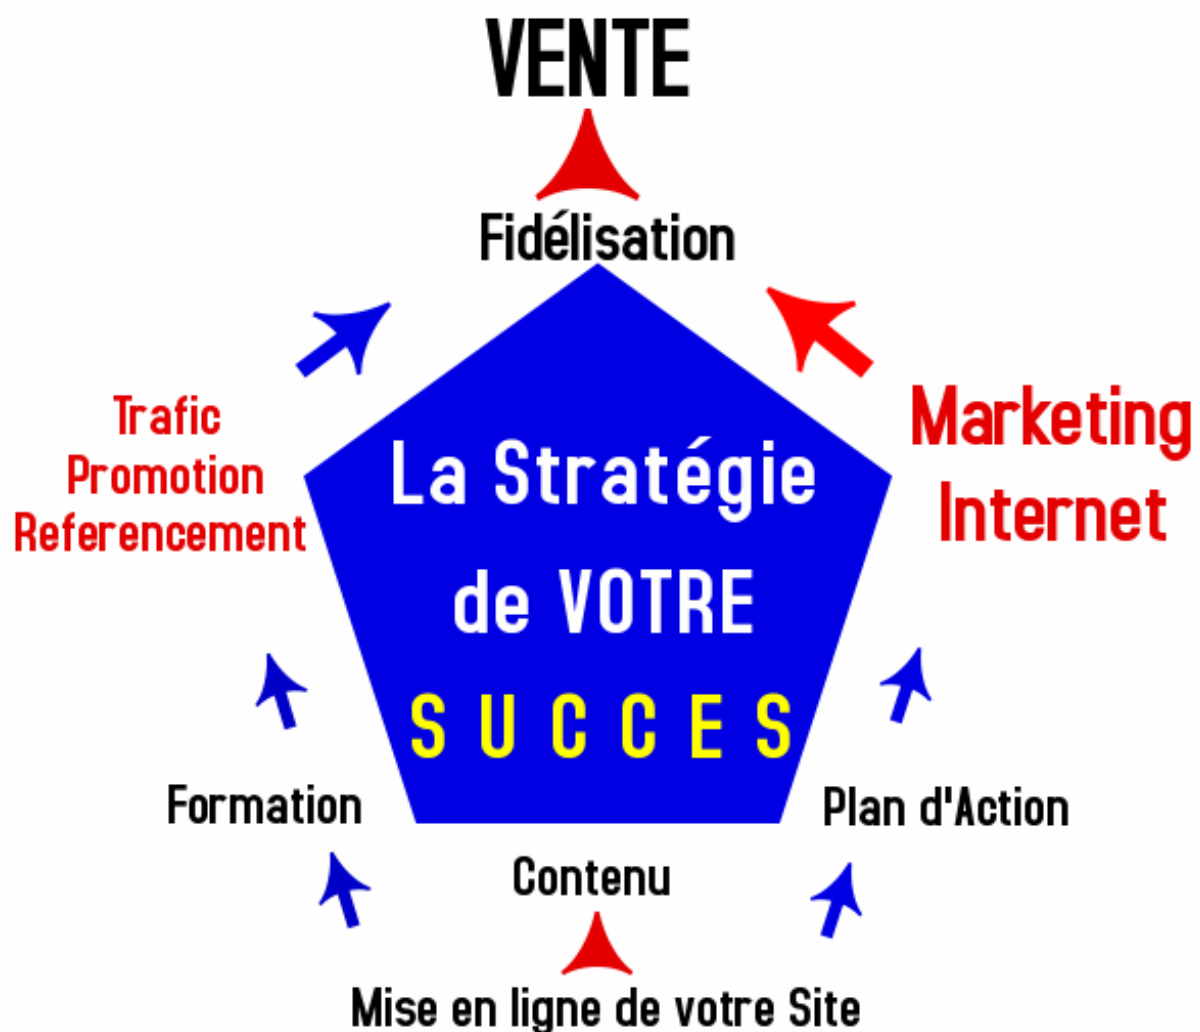 VENTE
Fidélisation
Trafic
Promotion
Referencement
Marketing
Internet
La Stratégie
de VOTRE
SUCCES
Formation
Plan d'Action
Contenu
Mise en ligne de votre Site